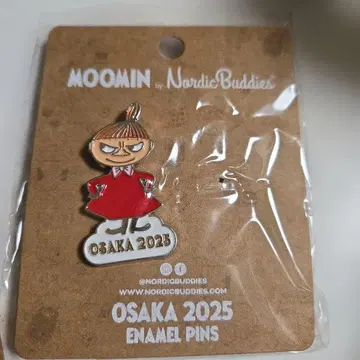 MOOMIN by NordicBuddies
OSAKA 2025
@NORDICBUDDIES
WWW.NORDICBUDDIES.COM
OSAKA 2025
ENAMEL PINS